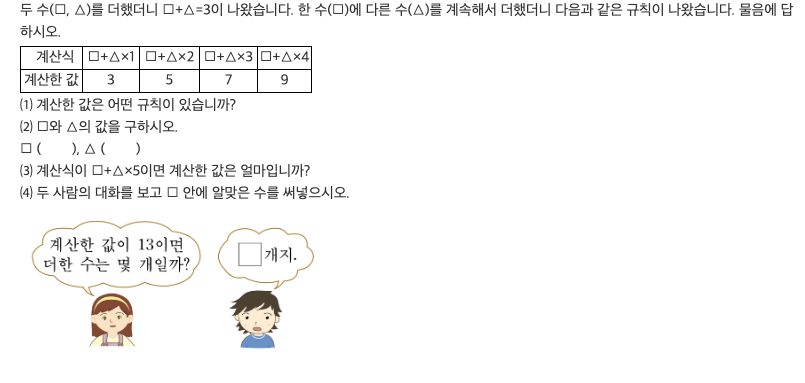 두 수(□, △)를 더했더니 □+△=3이 나왔습니다. 한 수(□)에 다른 수(△)를 계속해서 더했더니 다음과 같은 규칙이 나왔습니다. 물음에 답
하시오.
계산식 □+△×1 □+△×2 □+△×3 □+△×4
계산한 값 3 5 7 9
⑴ 계산한 값은 어떤 규칙이 있습니까?
⑵ □와 △의 값을 구하시오.
□ (      ), △ (      )
⑶ 계산식이 □+△×5이면 계산한 값은 얼마입니까?
⑷ 두 사람의 대화를 보고 □ 안에 알맞은 수를 써넣으시오.
계산한 값이 13이면
더한 수는 몇 개일까?
□개지.